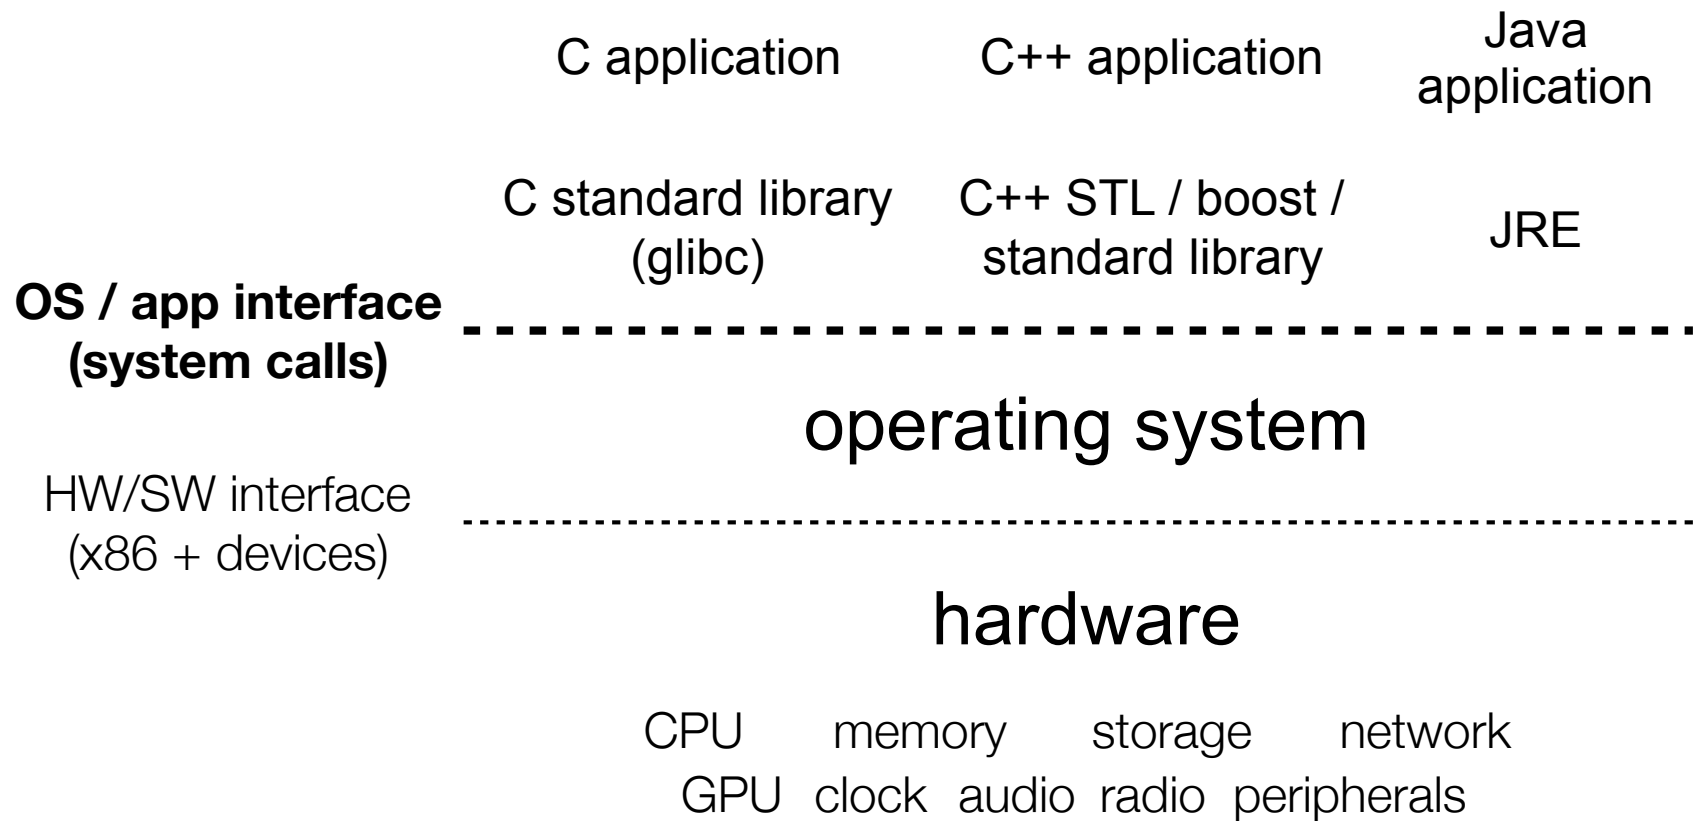 C application
C++ application
Java
application
C standard library
(glibc)
C++ STL / boost /
standard library
JRE
OS / app interface
(system calls)
operating system
HW/SW interface
(x86 + devices)
hardware
CPU memory storage network
GPU clock audio radio peripherals